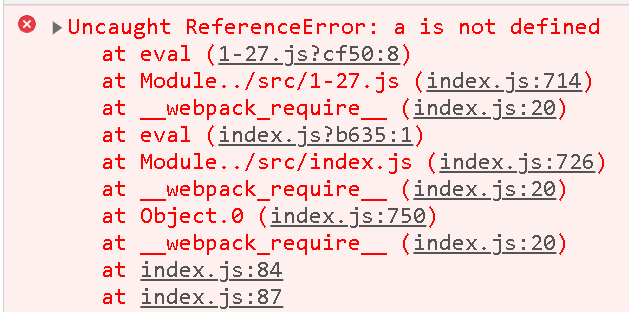 Uncaught ReferenceError: a is not defined
at eval (1-27.js?cf50:8)
at Module../src/1-27.js (index.js:714)
at __webpack_require__ (index.js:20)
at eval (index.js?b635:1)
at Module../src/index.js (index.js:726)
at __webpack_require__ (index.js:20)
at Object.0 (index.js:750)
at __webpack_require__ (index.js:20)
at index.js:84
at index.js:87